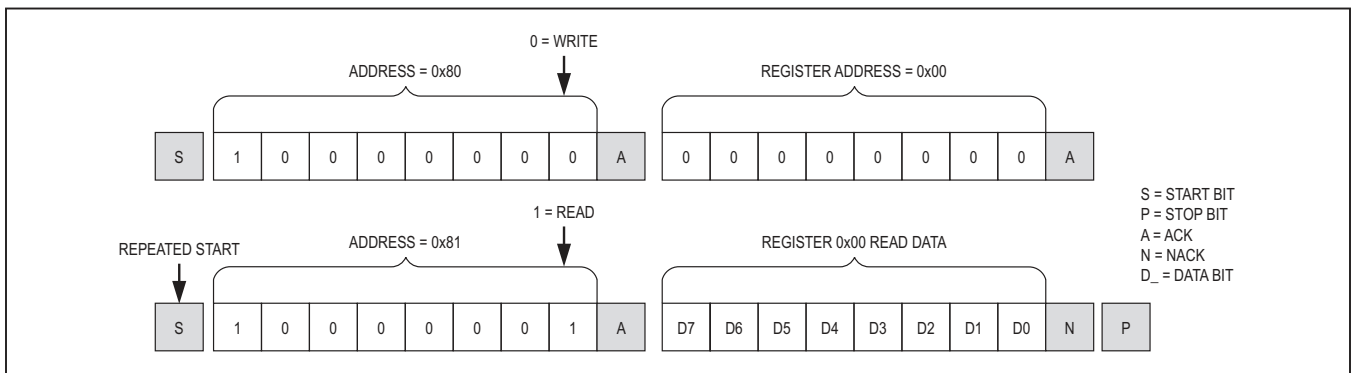 0 = WRITE
ADDRESS = 0x80 REGISTER ADDRESS = 0x00
S 1 0 0 0 0 0 0 0 A 0 0 0 0 0 0 0 0 A
S = START BIT
P = STOP BIT
A = ACK
N = NACK
D_ = DATA BIT
1 = READ
REPEATED START ADDRESS = 0x81 REGISTER 0x00 READ DATA
S 1 0 0 0 0 0 0 1 A D7 D6 D5 D4 D3 D2 D1 D0 N P